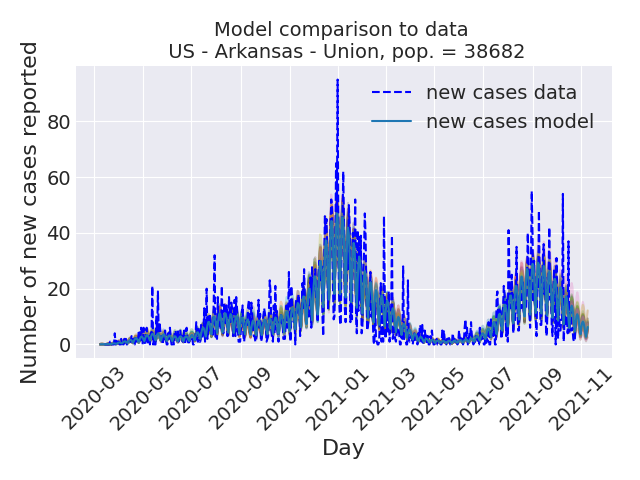 Model comparison to data
US - Arkansas - Union, pop. = 38682
new cases data
new cases model
Number of new cases reported
80
60
40
20
0
2020-03
2020-05
2020-07
2020-09
2020-11
2021-01
2021-03
2021-05
2021-07
2021-09
2021-11
Day